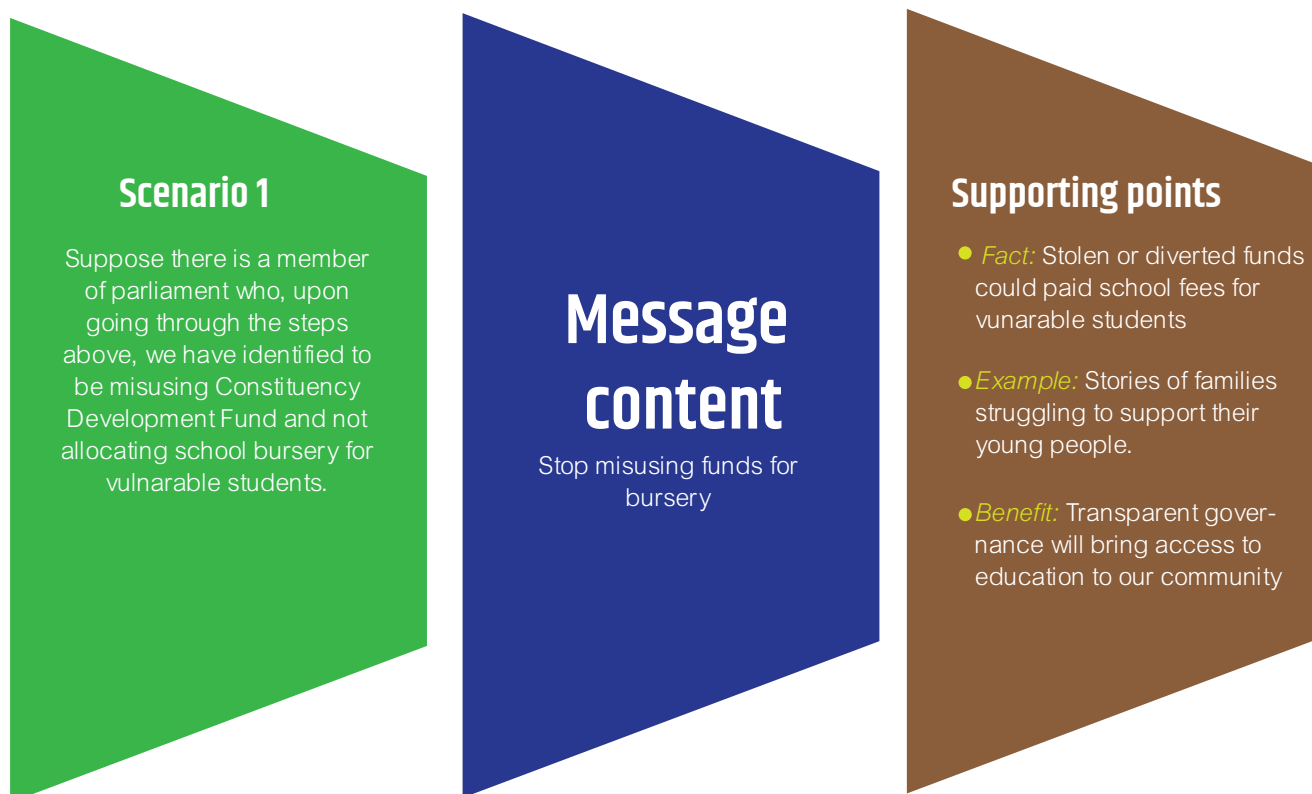 Scenario 1
Suppose there is a member
of parliament who, upon
going through the steps
above, we have identified to
be misusing Constituency
Development Fund and not
allocating school bursery for
vulnarable students.
Message
content
Stop misusing funds for
bursery
Supporting points
Fact: Stolen or diverted funds
could paid school fees for
vunarable students
Example: Stories of families
struggling to support their
young people.
Benefit: Transparent gover-
nance will bring access to
education to our community